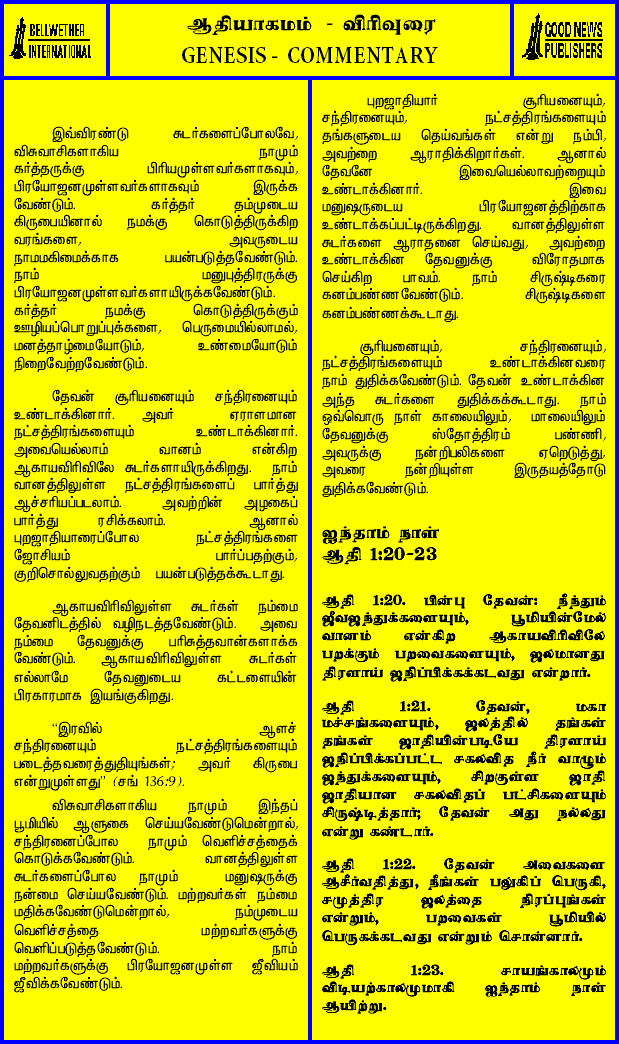 BELLWETHER
INTERNATIONAL
ஆதியாகமம் - விரிவுரை
GENESIS - COMMENTARY
GOOD NEWS
PUBLISHERS
இவ்விரண்டு சுடர்களைப்போலவே,
விசுவாசிகளாகிய நாமும்
கர்த்தருக்கு பிரியமுள்ளவர்களாகவும்,
பிரயோஜனமுள்ளவர்களாகவும் இருக்க
வேண்டும். கர்த்தர் தம்முடைய
கிருபையினால் நமக்கு கொடுத்திருக்கிற
வரங்களை, அவருடைய
நாமமகிமைக்காக பயன்படுத்தவேண்டும்.
நாம் மனுபுத்திரருக்கு
பிரயோஜனமுள்ளவர்களாயிருக்கவேண்டும்.
கர்த்தர் நமக்கு கொடுத்திருக்கும்
ஊழியப்பொறுப்புக்களை, பெருமையில்லாமல்,
மனத்தாழ்மையோடும், உண்மையோடும்
நிறைவேற்றவேண்டும்.
தேவன் சூரியனையும் சந்திரனையும்
உண்டாக்கினார். அவர் ஏராளமான
நட்சத்திரங்களையும் உண்டாக்கினார்.
அவையெல்லாம் வானம் என்கிற
ஆகாயவிரிவிலே சுடர்களாயிருக்கிறது. நாம்
வானத்திலுள்ள நட்சத்திரங்களைப் பார்த்து
ஆச்சரியப்படலாம். அவற்றின் அழகைப்
பார்த்து ரசிக்கலாம். ஆனால்
புறஜாதியாரைப்போல நட்சத்திரங்களை
ஜோசியம் பார்ப்பதற்கும்,
குறிசொல்லுவதற்கும் பயன்படுத்தக்கூடாது.
ஆகாயவிரிவிலுள்ள சுடர்கள் நம்மை
தேவனிடத்தில் வழிநடத்தவேண்டும். அவை
நம்மை தேவனுக்கு பரிசுத்தவான்களாக்க
வேண்டும். ஆகாயவிரிவிலுள்ள சுடர்கள்
எல்லாமே தேவனுடைய கட்டளையின்
பிரகாரமாக இயங்குகிறது.
“இரவில் ஆளச்
சந்திரனையும் நட்சத்திரங்களையும்
படைத்தவரைத்துதியுங்கள்; அவர் கிருபை
என்றுமுள்ளது” (சங் 136:9).
விசுவாசிகளாகிய நாமும் இந்தப்
பூமியில் ஆளுகை செய்யவேண்டுமென்றால்,
சந்திரனைப்போல நாமும் வெளிச்சத்தைக்
கொடுக்கவேண்டும். வானத்திலுள்ள
சுடர்களைப்போல நாமும் மனுஷருக்கு
நன்மை செய்யவேண்டும். மற்றவர்கள் நம்மை
மதிக்கவேண்டுமென்றால், நம்முடைய
வெளிச்சத்தை மற்றவர்களுக்கு
வெளிப்படுத்தவேண்டும். நாம்
மற்றவர்களுக்கு பிரயோஜனமுள்ள ஜீவியம்
ஜீவிக்கவேண்டும்.
புறஜாதியார் சூரியனையும்,
சந்திரனையும், நட்சத்திரங்களையும்
தங்களுடைய தெய்வங்கள் என்று நம்பி,
அவற்றை ஆராதிக்கிறார்கள். ஆனால்
தேவனே இவையெல்லாவற்றையும்
உண்டாக்கினார். இவை
மனுஷருடைய பிரயோஜனத்திற்காக
உண்டாக்கப்பட்டிருக்கிறது. வானத்திலுள்ள
சுடர்களை ஆராதனை செய்வது, அவற்றை
உண்டாக்கின தேவனுக்கு விரோதமாக
செய்கிற பாவம். நாம் சிருஷ்டிகரை
கனம்பண்ணவேண்டும். சிருஷ்டிகளை
கனம்பண்ணக்கூடாது.
சூரியனையும், சந்திரனையும்,
நட்சத்திரங்களையும் உண்டாக்கினவரை
நாம் துதிக்கவேண்டும். தேவன் உண்டாக்கின
அந்த சுடர்களை துதிக்கக்கூடாது. நாம்
ஒவ்வொரு நாள் காலையிலும், மாலையிலும்
தேவனுக்கு ஸ்தோத்திரம் பண்ணி,
அவருக்கு நன்றிபலிகளை ஏறெடுத்து,
அவரை நன்றியுள்ள இருதயத்தோடு
துதிக்கவேண்டும்.
ஐந்தாம் நாள்
ஆதி 1:20-23
ஆதி 1:20. பின்பு தேவன்: நீந்தும்
ஜீவஜந்துக்களையும், பூமியின்மேல்
வானம் என்கிற ஆகாயவிரிவிலே
பறக்கும் பறவைகளையும், ஜலமானது
திரளாய் ஜநிப்பிக்கக்கடவது என்றார்.
ஆதி 1:21. தேவன், மகா
மச்சங்களையும், ஜலத்தில் தங்கள்
தங்கள் ஜாதியின்படியே திரளாய்
ஜநிப்பிக்கப்பட்ட சகலவித நீர் வாழும்
ஜந்துக்களையும், சிறகுள்ள ஜாதி
ஜாதியான சகலவிதப் பட்சிகளையும்
சிருஷ்டித்தார்; தேவன் அது நல்லது
என்று கண்டார்.
ஆதி 1:22. தேவன் அவைகளை
ஆசீர்வதித்து, நீங்கள் பலுகிப் பெருகி,
சமுத்திர ஜலத்தை நிரப்புங்கள்
என்றும், பறவைகள் பூமியில்
பெருகக்கடவது என்றும் சொன்னார்.
ஆதி 1:23. சாயங்காலமும்
விடியற்காலமுமாகி ஐந்தாம் நாள்
ஆயிற்று.